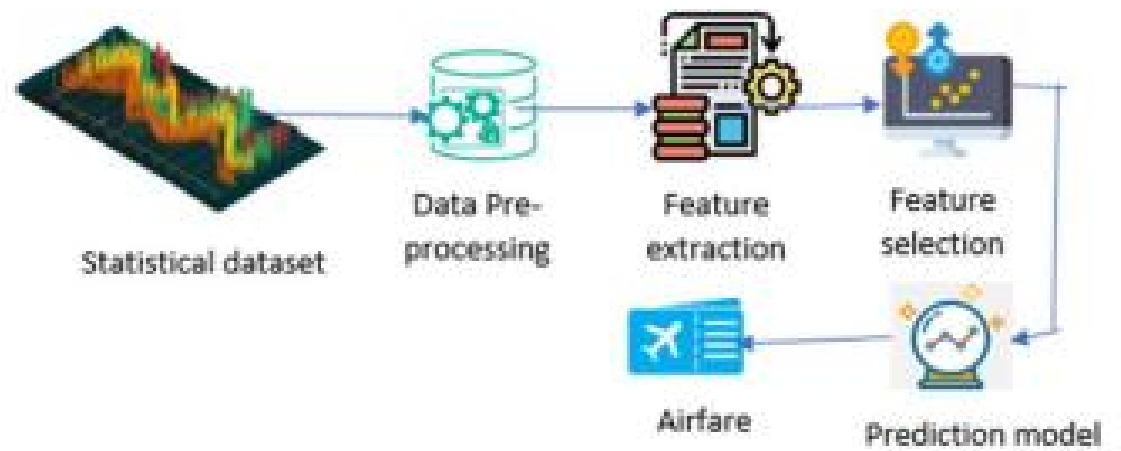 Statistical dataset
Data Pre-
processing
Feature
extraction
Feature
selection
Airfare
Prediction model